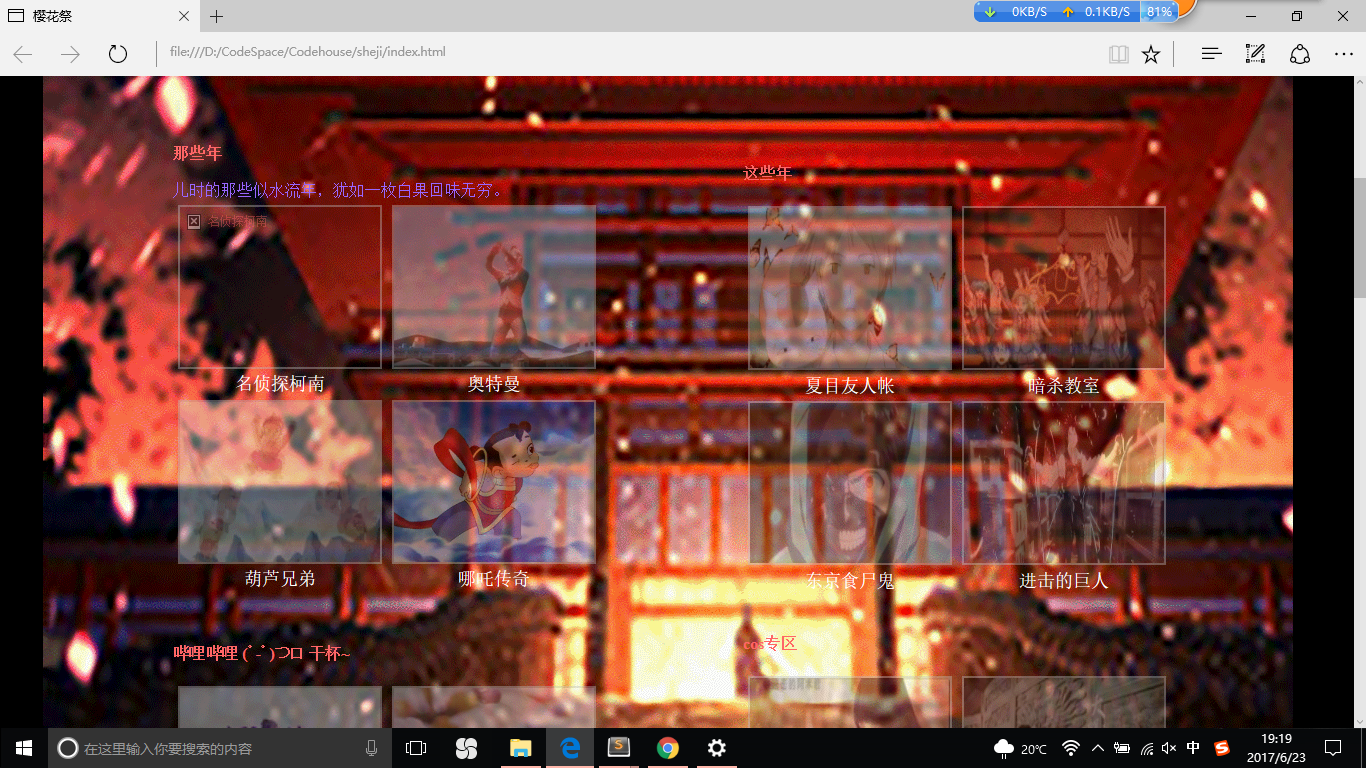 樱花祭
0KB/S
0.1KB/S
81%
file:///D:/CodeSpace/Codehouse/sheji/index.html
那些年
儿时的那些似水流年，犹如一枚白果回味无穷。
这些年
名侦探柯南
名侦探柯南
奥特曼
夏目友人帐
暗杀教室
葫芦兄弟
哪吒传奇
东京食尸鬼
进击的巨人
哔哩哔哩 (ﾟ-ﾟ)つロ 干杯~
cos专区
在这里输入你要搜索的内容
20℃
中
19:19
2017/6/23